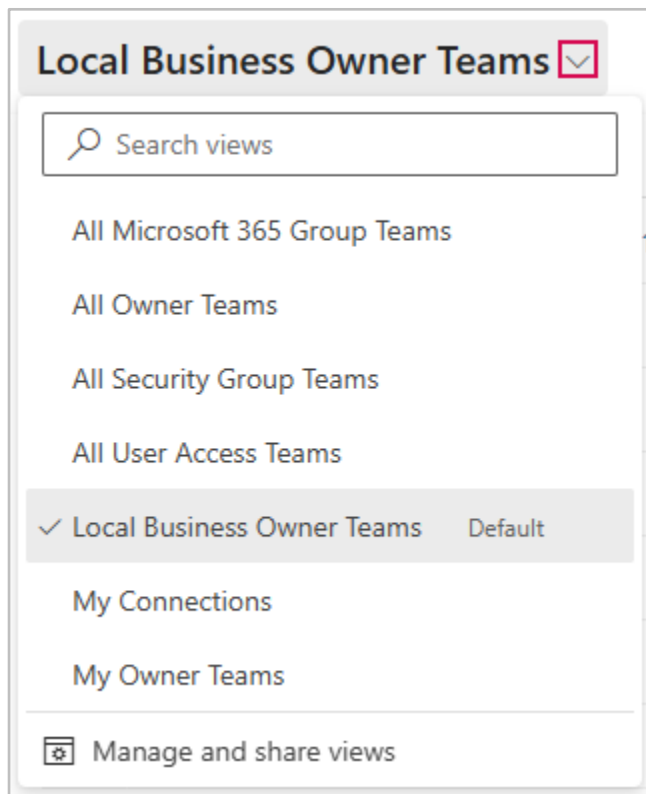 Local Business Owner Teams
Search views
All Microsoft 365 Group Teams
All Owner Teams
All Security Group Teams
All User Access Teams
Local Business Owner Teams Default
My Connections
My Owner Teams
Manage and share views